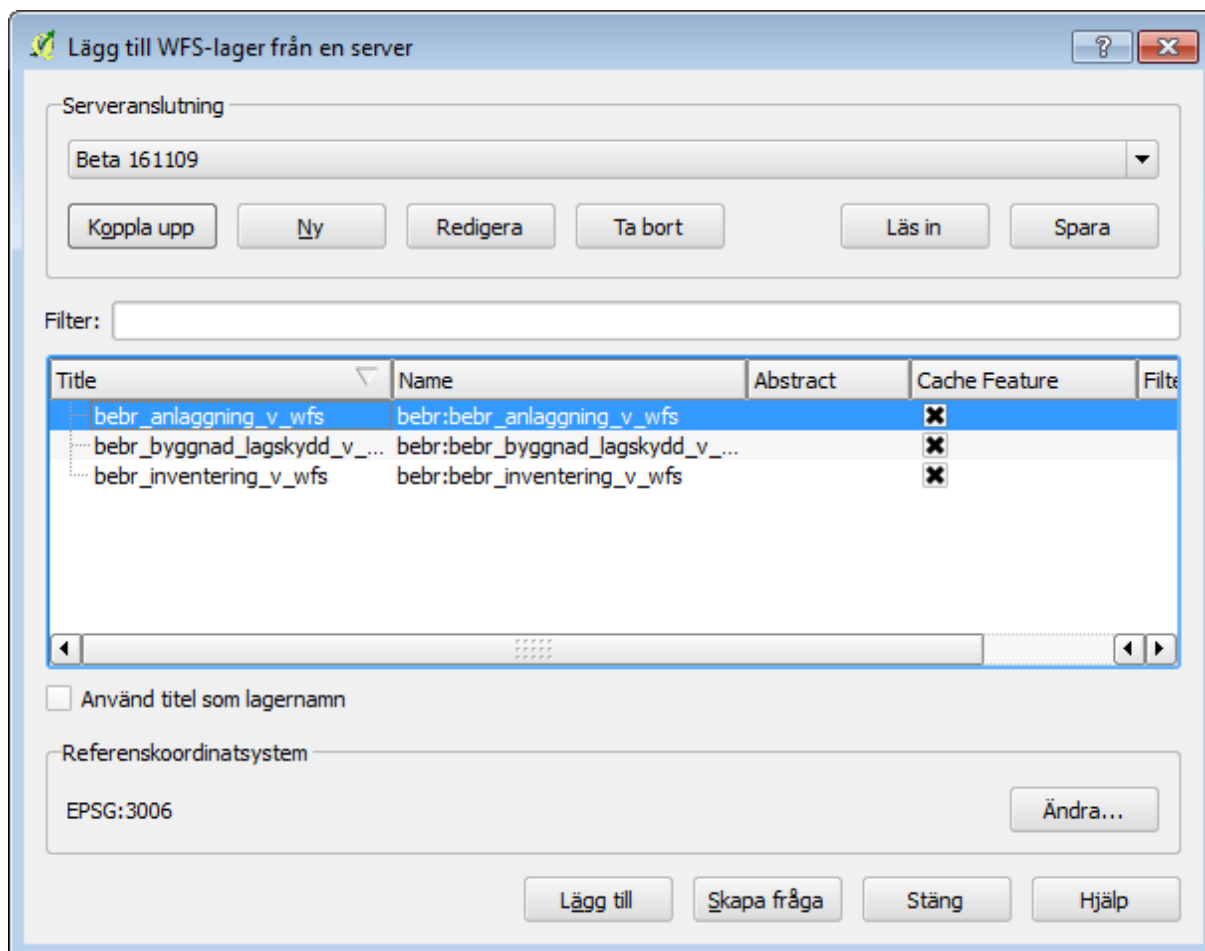 Lägg till WFS-lager från en server
Serveranslutning
Beta 161109
Koppla upp Ny Redigera Ta bort Läs in Spara
Filter:
Title Name Abstract Cache Feature Filte
bebr_anlaggning_v_wfs bebr:bebr_anlaggning_v_wfs
bebr_byggnad_lagskydd_v_... bebr:bebr_byggnad_lagskydd_v_...
bebr_inventering_v_wfs bebr:bebr_inventering_v_wfs
Använd titel som lagernamn
Referenskoordinatsystem
EPSG:3006 Ändra...
Lägg till Skapa fråga Stäng Hjälp